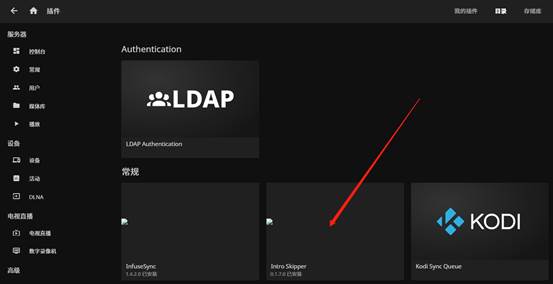 插件
我的插件 目录 存储库
服务器
控制台
常规
用户
媒体库
播放
设备
设备
活动
DLNA
电视直播
电视直播
数字录像机
高级
Authentication
LDAP
LDAP Authentication
常规
KODI
InfuseSync
1.4.2.0 已安装
Intro Skipper
0.1.7.0 已安装
Kodi Sync Queue